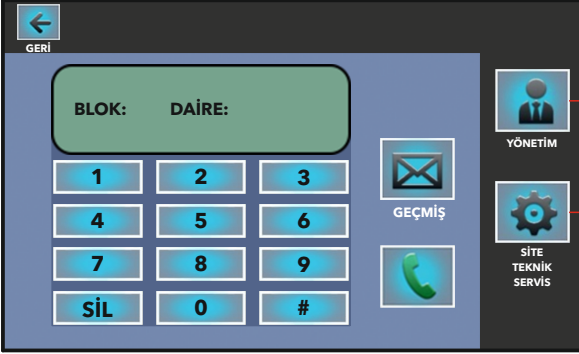 GERİ
BLOK: DAİRE:
1 2 3
4 5 6
7 8 9
SİL 0 #
GEÇMİŞ
YÖNETİM
SİTE
TEKNİK
SERVİS